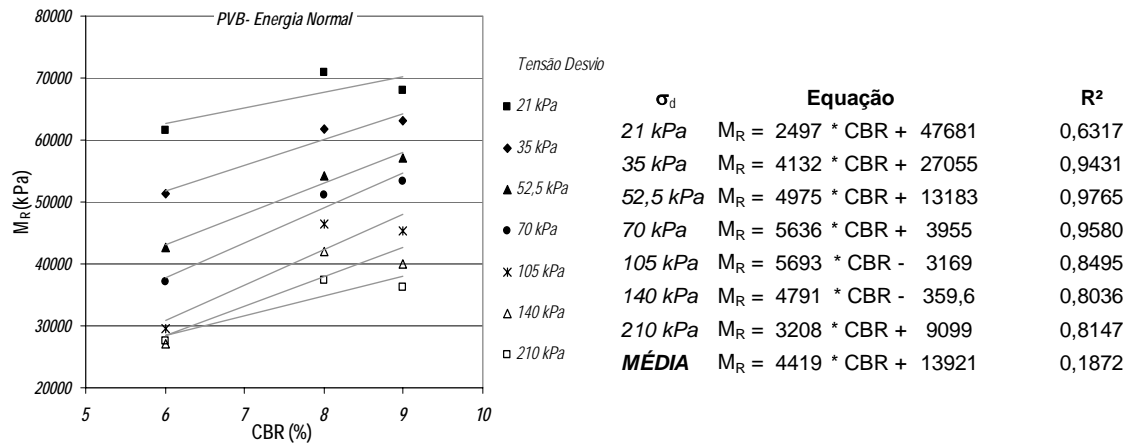 PVB- Energia Normal
80000
70000
60000
50000
40000
30000
20000
M_R (kPa)
5 6 7 8 9 10
CBR (%)
Tensão Desvio
21 kPa
35 kPa
52,5 kPa
70 kPa
105 kPa
140 kPa
210 kPa
σd Equação R²
21 kPa MR = 2497 * CBR + 47681 0,6317
35 kPa MR = 4132 * CBR + 27055 0,9431
52,5 kPa MR = 4975 * CBR + 13183 0,9765
70 kPa MR = 5636 * CBR + 3955 0,9580
105 kPa MR = 5693 * CBR - 3169 0,8495
140 kPa MR = 4791 * CBR - 359,6 0,8036
210 kPa MR = 3208 * CBR + 9099 0,8147
MÉDIA MR = 4419 * CBR + 13921 0,1872